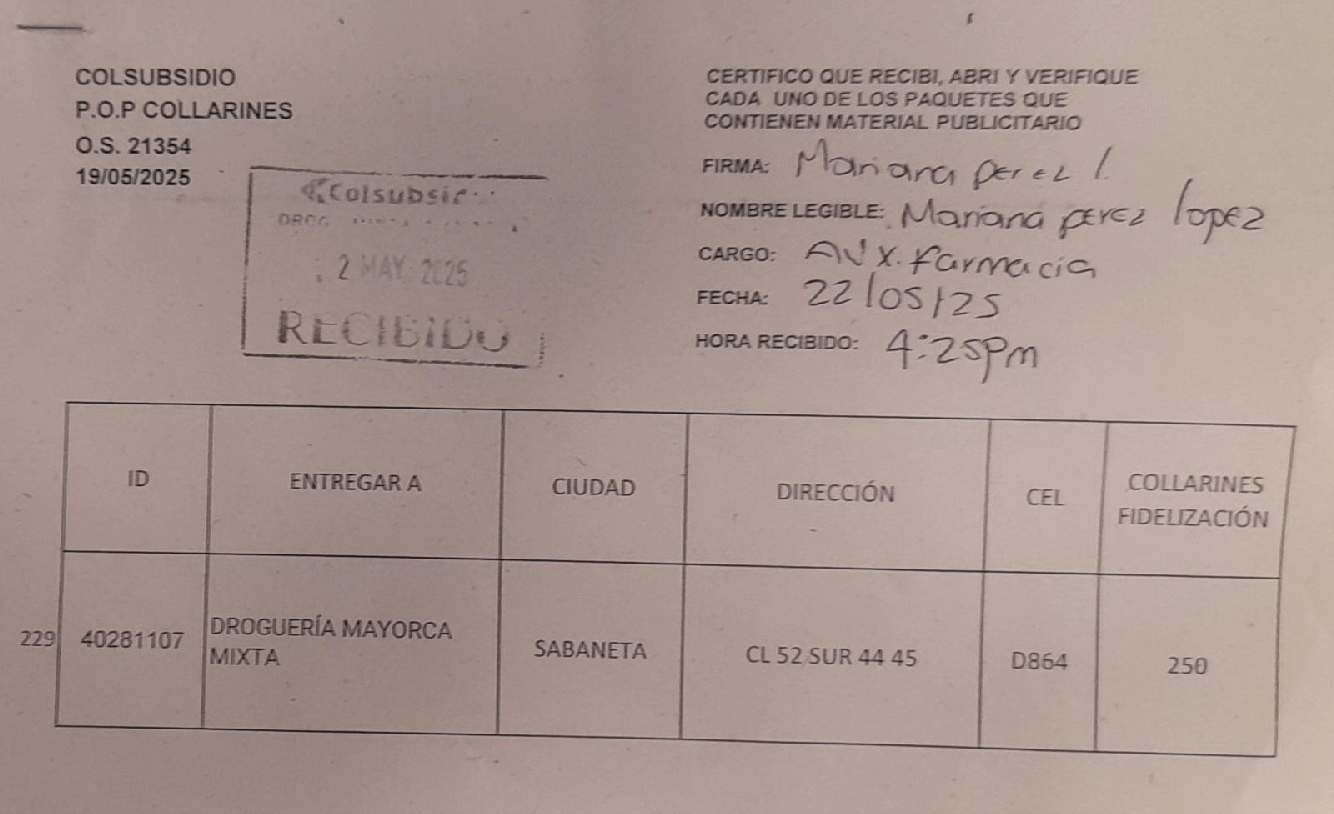 COLSUBSIDIO
P.O.P COLLARINES
O.S. 21354
19/05/2025
Colsubsi
DROG
2 MAY 2025
RECIBIDO
CERTIFICO QUE RECIBI, ABRI Y VERIFIQUE
CADA UNO DE LOS PAQUETES QUE
CONTIENEN MATERIAL PUBLICITARIO
FIRMA: Mariana perez l.
NOMBRE LEGIBLE: Mariana perez lopez
CARGO: AUX. farmacia
FECHA: 22/05/25
HORA RECIBIDO: 4:25pm
ID ENTREGAR A CIUDAD DIRECCIÓN CEL COLLARINES FIDELIZACIÓN
229 40281107 DROGUERÍA MAYORCA MIXTA SABANETA CL 52 SUR 44 45 D864 250